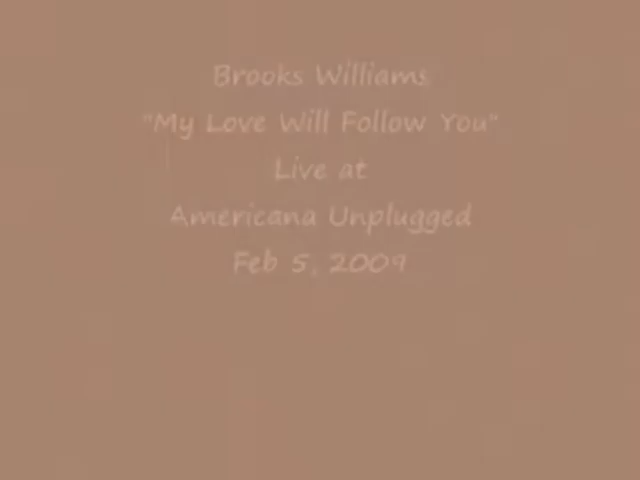 Brooks Williams
"My Love Will Follow You"
Live at
Americana Unplugged
Feb 5, 2009